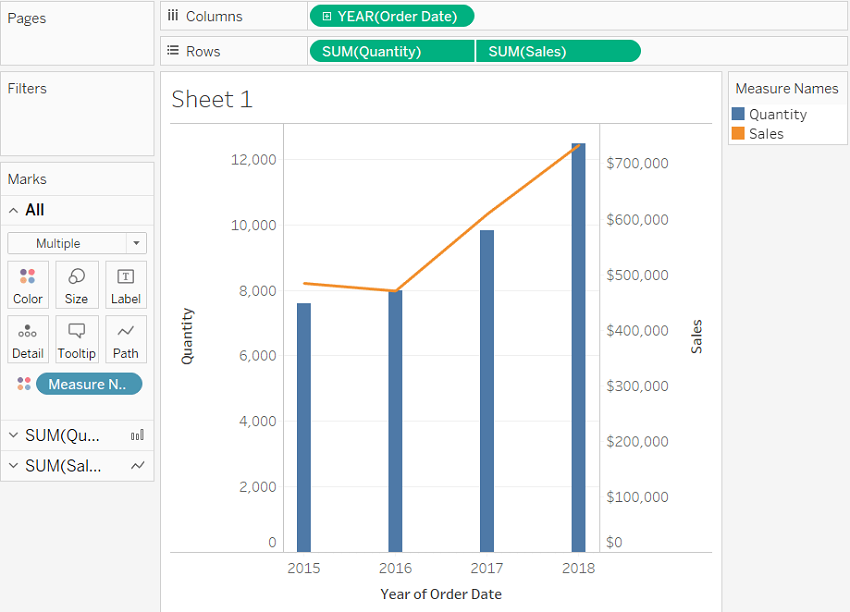 Pages
Columns
YEAR(Order Date)
Rows
SUM(Quantity)
SUM(Sales)
Filters
Marks
All
Multiple
Color
Size
Label
Detail
Tooltip
Path
Measure N..
SUM(Qu...
SUM(Sal...
Sheet 1
12,000
10,000
8,000
6,000
4,000
2,000
0
Quantity
$700,000
$600,000
$500,000
$400,000
$300,000
$200,000
$100,000
$0
Sales
2015 2016 2017 2018
Year of Order Date
Measure Names
Quantity
Sales